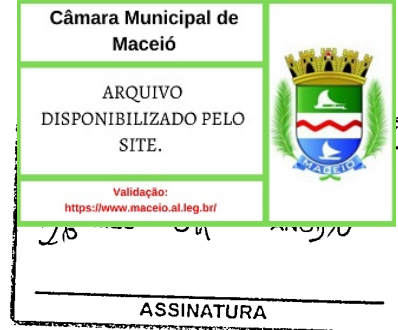 Câmara Municipal de
Maceió
ARQUIVO
DISPONIBILIZADO PELO
SITE.
Validação:
https://www.maceio.al.leg.br/
MACEIÓ
ASSINATURA